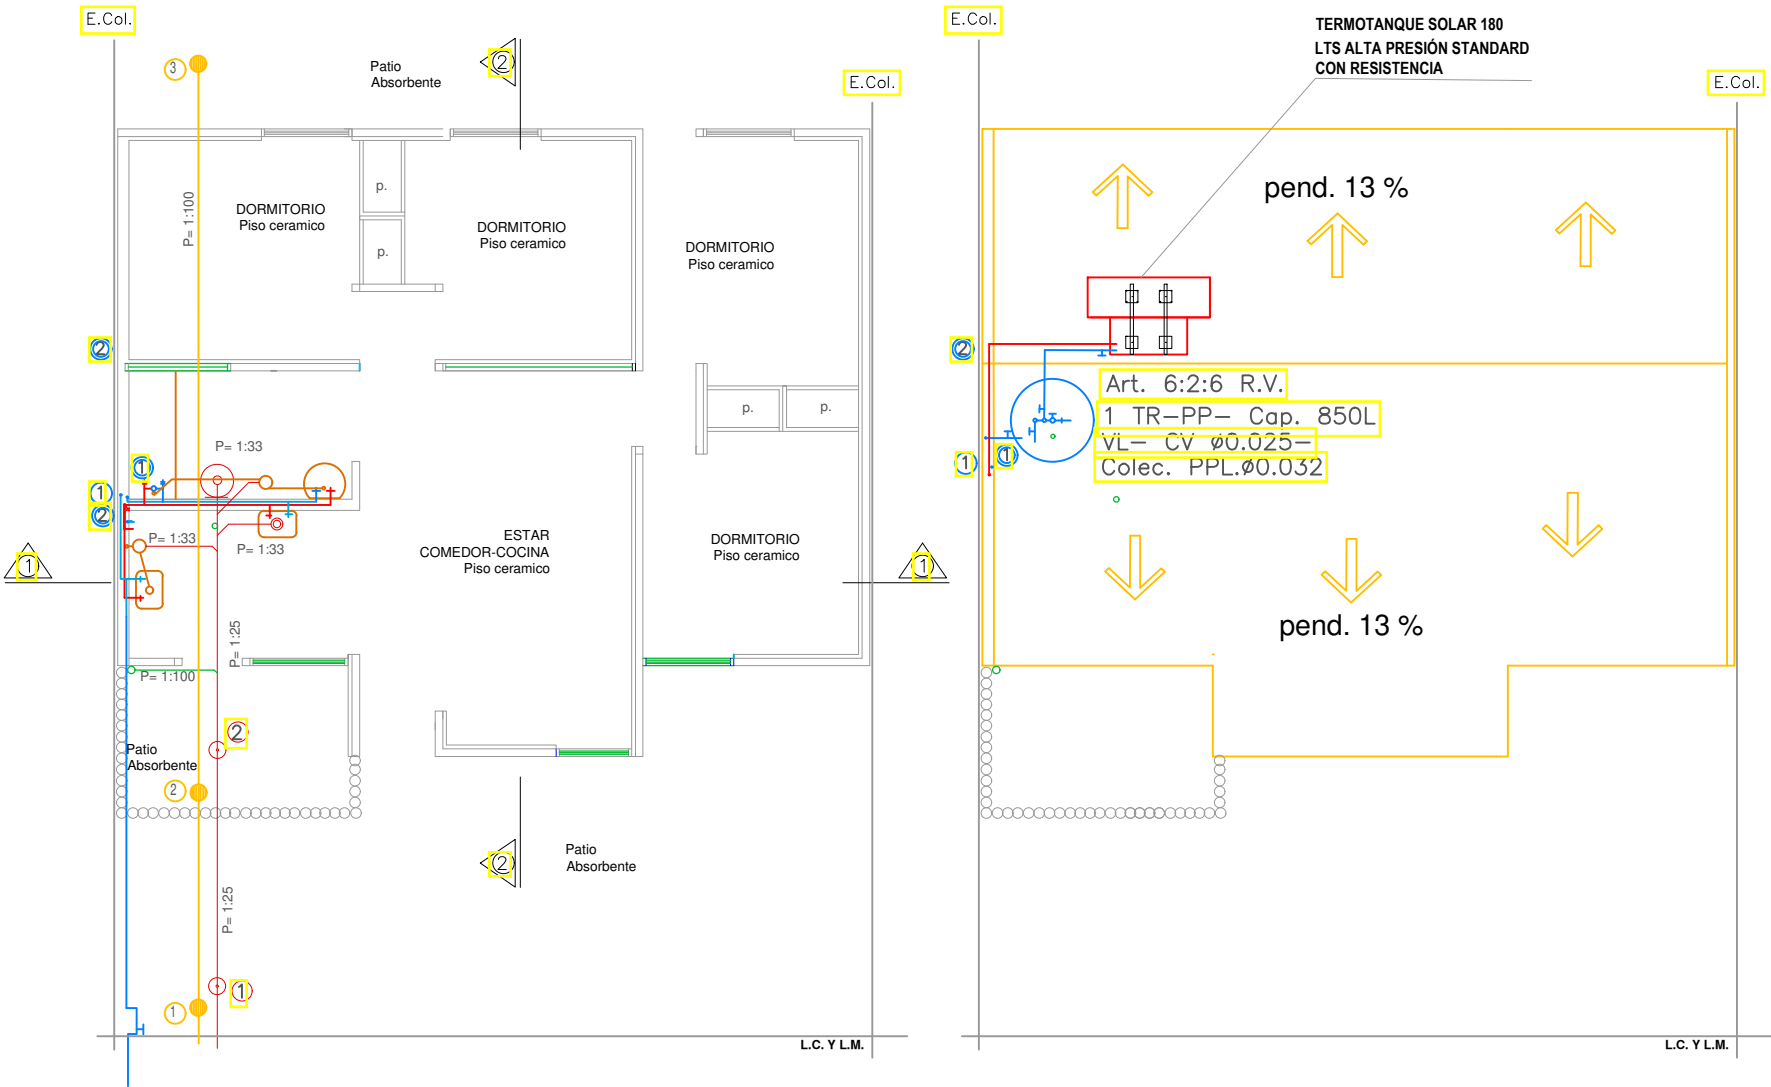 E.Col.
3
Patio
Absorbente
2
E.Col.
P= 1:100
DORMITORIO
Piso ceramico
p.
p.
DORMITORIO
Piso ceramico
DORMITORIO
Piso ceramico
2
p.
p.
P= 1:33
1
1
2
P= 1:33
P= 1:33
1
ESTAR
COMEDOR-COCINA
Piso ceramico
DORMITORIO
Piso ceramico
1
P= 1:25
P= 1:100
2
Patio
Absorbente
2
2
Patio
Absorbente
P= 1:25
1
1
L.C. Y L.M.
E.Col.
TERMOTANQUE SOLAR 180
LTS ALTA PRESIÓN STANDARD
CON RESISTENCIA
E.Col.
pend. 13 %
2
Art. 6:2:6 R.V.
1 TR-PP- Cap. 850L
VL- CV ø0.025-
Colec. PPL.ø0.032
1
1
pend. 13 %
L.C. Y L.M.